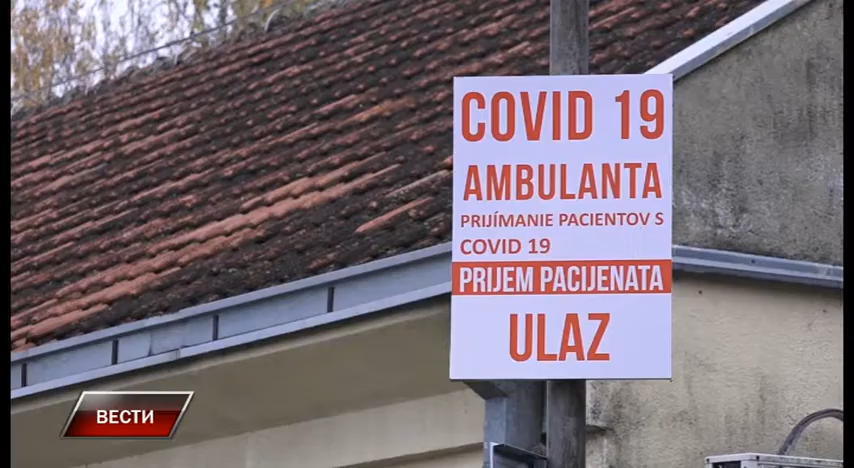 COVID 19
AMBULANTA
PRIJÍMANIE PACIENTOV S
COVID 19
PRIJEM PACIJENATA
ULAZ
ВЕСТИ